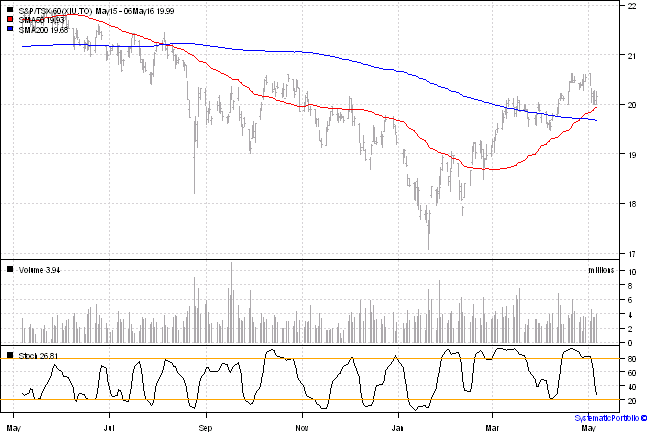 S&P/TSX 60 (XIU.TO) May15 - 06May16 19.99
SMA60 19.93
SMA200 19.68
22
21
20
19
18
17
Volume 3.94
millions
10
8
6
4
2
0
Stoch 26.81
80
60
40
20
SystematicPortfolio ©
May
Jul
Sep
Nov
Jan
Mar
May